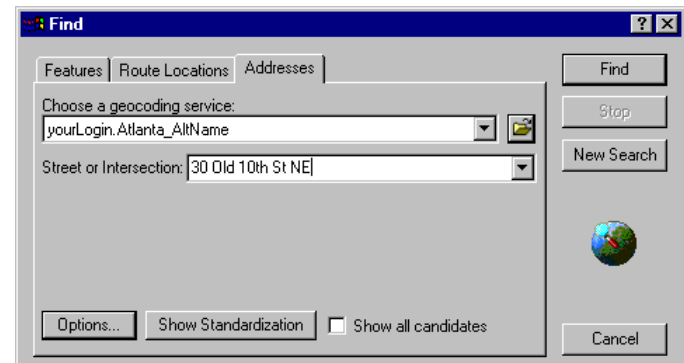 Find
Features Route Locations Addresses
Choose a geocoding service:
yourLogin.Atlanta_AltName
Street or Intersection: 30 Old 10th St NE
Options... Show Standardization Show all candidates
Find
Stop
New Search
Cancel